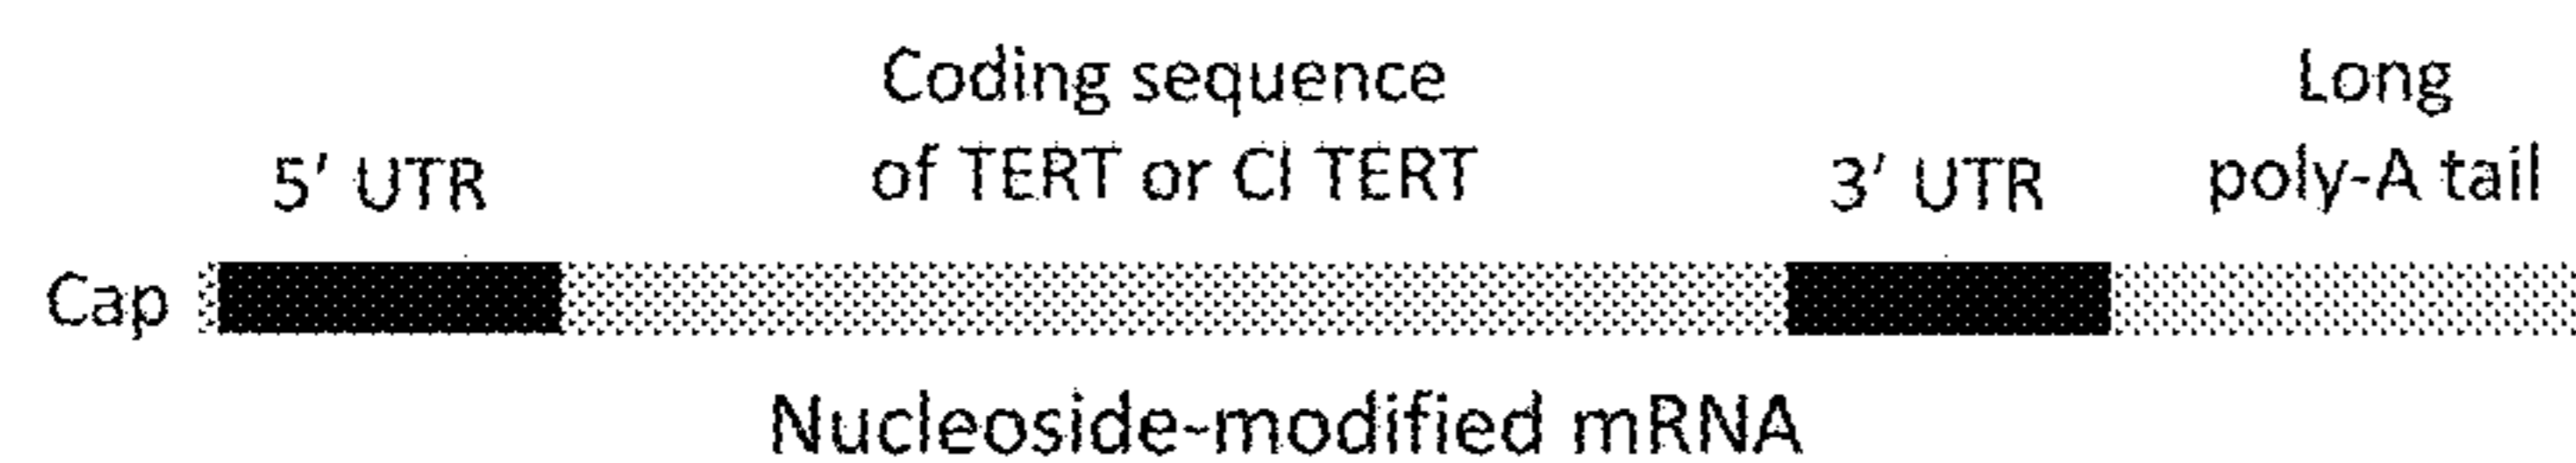 Coding sequence
of TERT or CI TERT
Long
poly-A tail
5' UTR
3' UTR
Cap
Nucleoside-modified mRNA